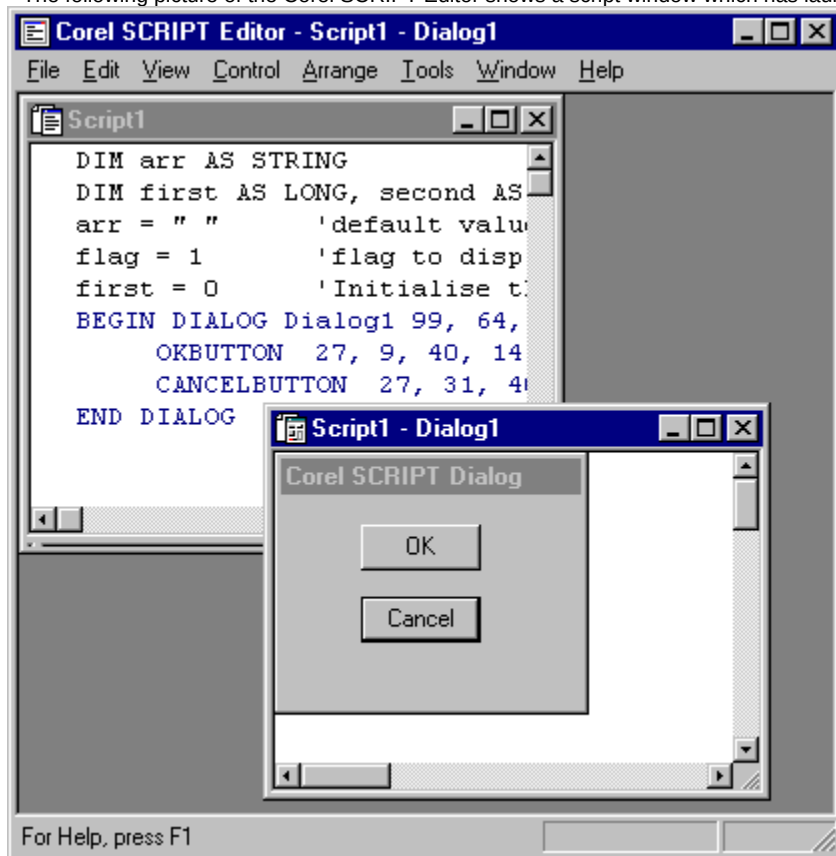 The following picture of the Corel SCRIPT Editor shows a script window which has
Corel SCRIPT Editor - Script1 - Dialog1
File Edit View Control Arrange Tools Window Help
Script1
DIM arr AS STRING
DIM first AS LONG, second AS
arr = " " 'default
flag = 1 'flag to disp
first = 0 'Initialise
BEGIN DIALOG Dialog1 99, 64,
OKBUTTON 27, 9, 40, 14
CANCELBUTTON 27, 31,
END DIALOG
Script1 - Dialog1
Corel SCRIPT Dialog
OK
Cancel
For Help, press F1